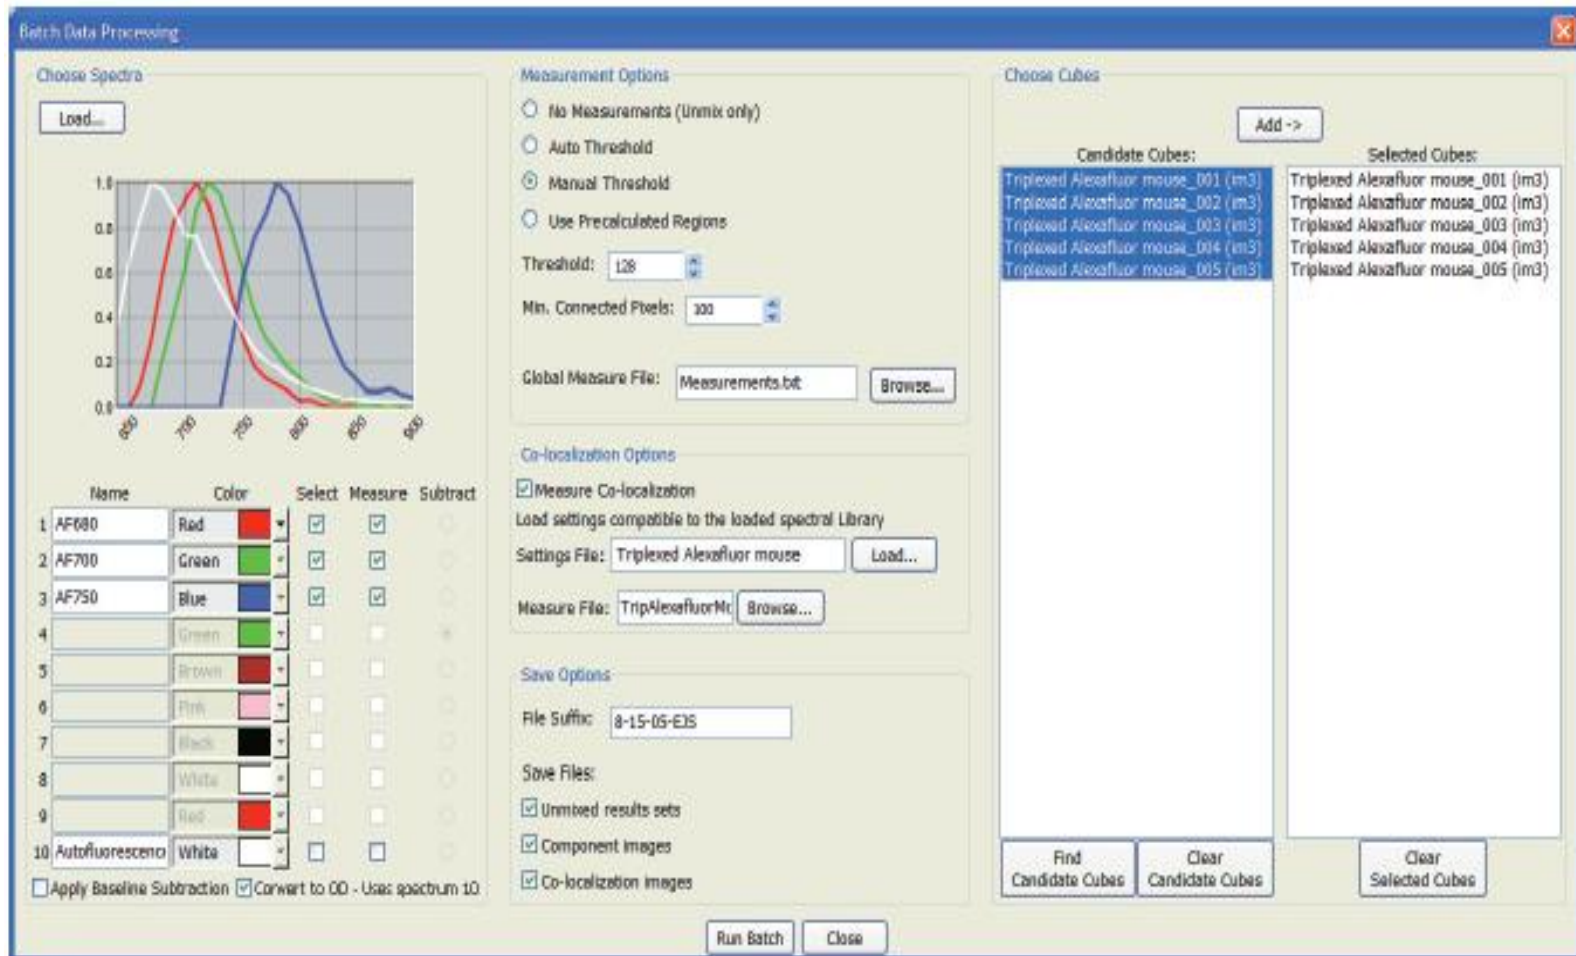 Batch Data Processing
Choose Spectra
Load...
1.0
0.8
0.6
0.4
0.2
0.0
650
700
750
800
850
900
Name Color Select Measure Subtract
1 AF680 Red
2 AF700 Green
3 AF750 Blue
4 Green
5 Brown
6 Pink
7 Black
8 White
9 Red
10 Autofluorescenc White
Apply Baseline Subtraction Convert to OD - Uses spectrum 10
Measurement Options
No Measurements (Unmix only)
Auto Threshold
Manual Threshold
Use Precalculated Regions
Threshold: 128
Min. Connected Pixels: 100
Global Measure File: Measurements.txt Browse...
Co-localization Options
Measure Co-localization
Load settings compatible to the loaded spectral Library
Settings File: Triplexed Alexafluor mouse Load...
Measure File: TripAlexafluorMo Browse...
Save Options
File Suffix: 8-15-05-EJS
Save Files:
Unmixed results sets
Component images
Co-localization images
Choose Cubes
Add ->
Candidate Cubes:
Triplexed Alexafluor mouse_001 (im3)
Triplexed Alexafluor mouse_002 (im3)
Triplexed Alexafluor mouse_003 (im3)
Triplexed Alexafluor mouse_004 (im3)
Triplexed Alexafluor mouse_005 (im3)
Find
Candidate Cubes
Clear
Candidate Cubes
Selected Cubes:
Triplexed Alexafluor mouse_001 (im3)
Triplexed Alexafluor mouse_002 (im3)
Triplexed Alexafluor mouse_003 (im3)
Triplexed Alexafluor mouse_004 (im3)
Triplexed Alexafluor mouse_005 (im3)
Clear
Selected Cubes
Run Batch Close